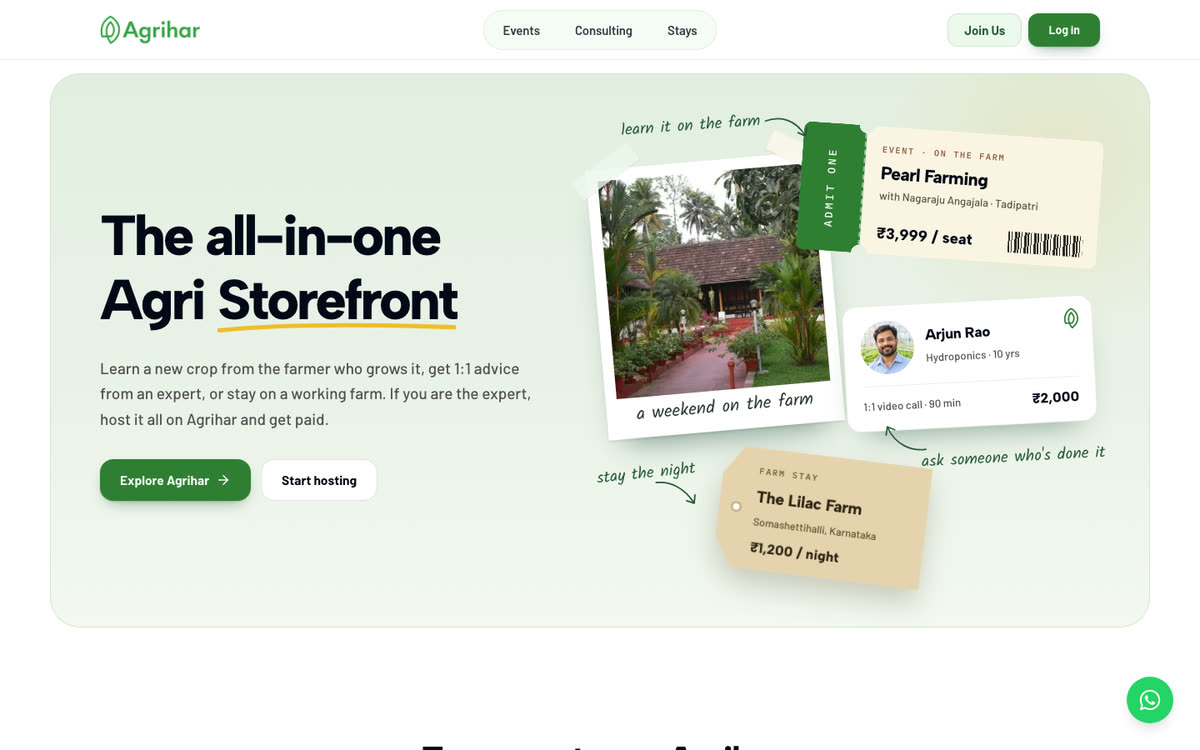 Agrihar
Events
Consulting
Stays
Join Us
Log in
The all-in-one
Agri Storefront
Learn a new crop from the farmer who grows it, get 1:1 advice
from an expert, or stay on a working farm. If you are the expert,
host it all on Agrihar and get paid.
Explore Agrihar
Start hosting
learn it on the farm
ADMIT ONE
EVENT · ON THE FARM
Pearl Farming
with Nagaraju Angajala · Tadipatri
₹3,999 / seat
a weekend on the farm
Arjun Rao
Hydroponics · 10 yrs
1:1 video call · 90 min
₹2,000
ask someone who's done it
stay the night
FARM STAY
The Lilac Farm
Somashettihalli, Karnataka
₹1,200 / night